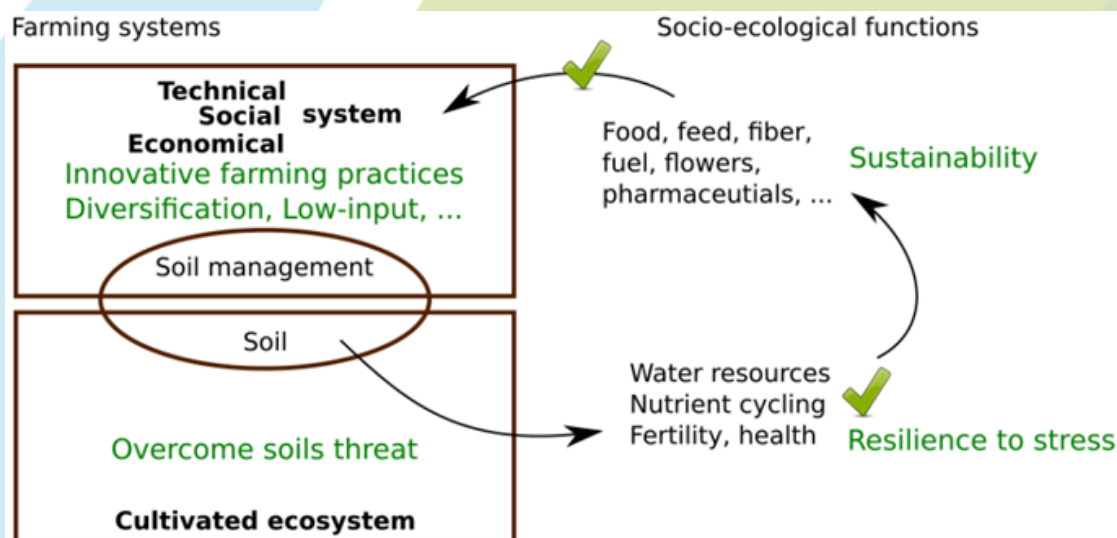 Farming systems
Socio-ecological functions
Technical
Social system
Economical
Innovative farming practices
Diversification, Low-input, ...
Soil management
Soil
Overcome soils threat
Cultivated ecosystem
Food, feed, fiber,
fuel, flowers,
pharmaceutials, ...
Sustainability
Water resources
Nutrient cycling
Fertility, health
Resilience to stress